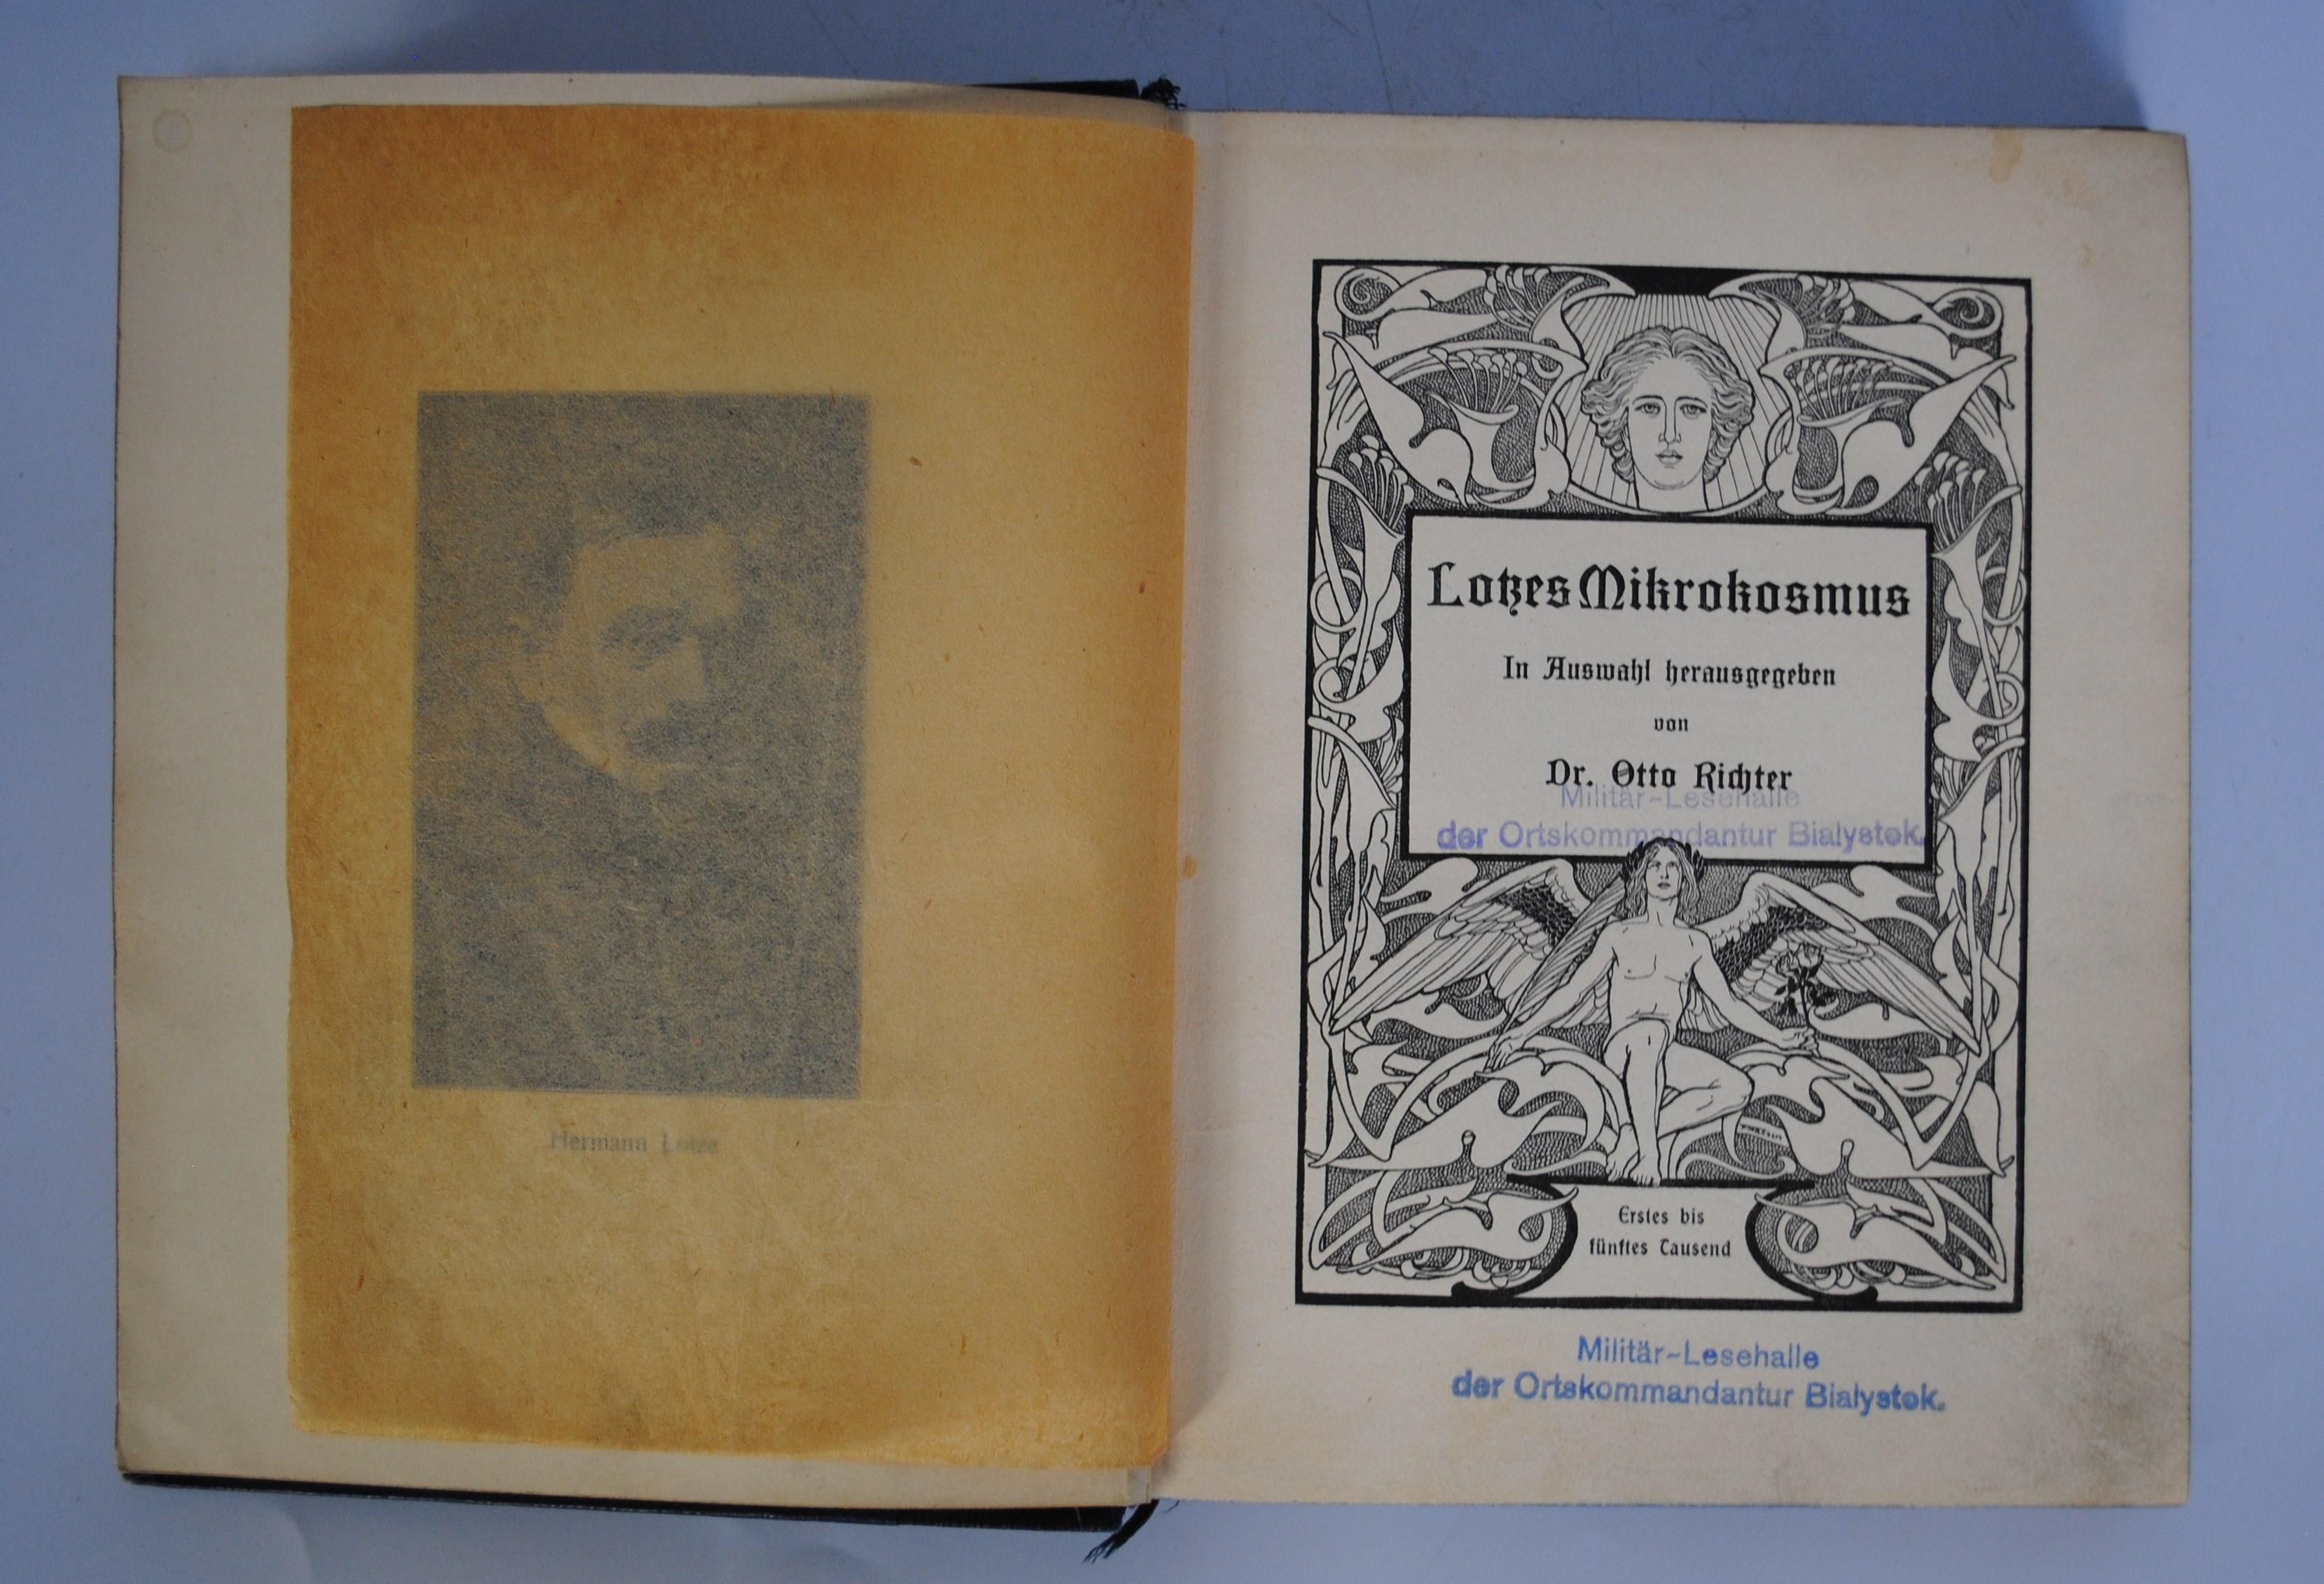 Hermann Lotze
Lotzes Mikrokosmus
In Auswahl herausgegeben
von
Dr. Otto Richter
Militär-Lesehalle
der Ortskommandantur Bialystok.
Erstes bis
fünftes Tausend
Militär-Lesehalle
der Ortskommandantur Bialystok.